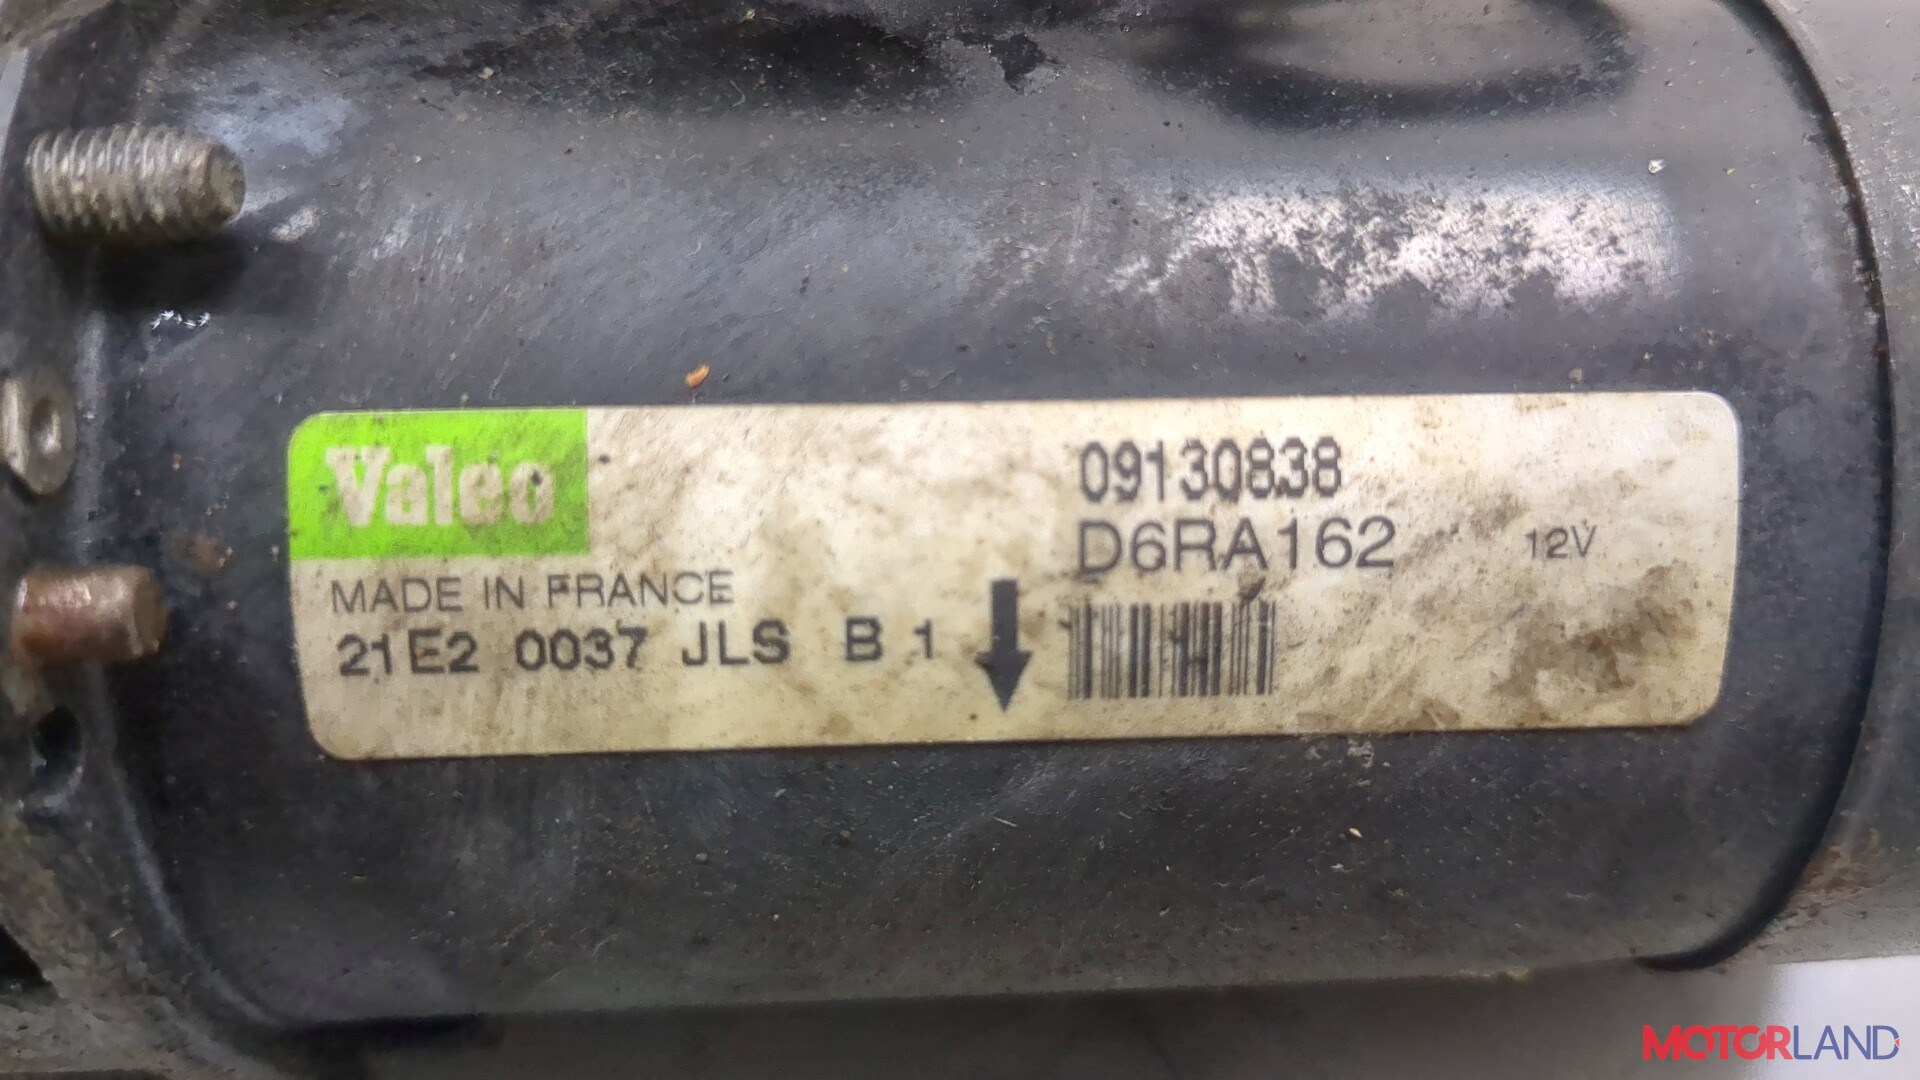 Valeo
MADE IN FRANCE
21E2 0037 JLS B 1
09130838
D6RA162 12V
MOTORLAND